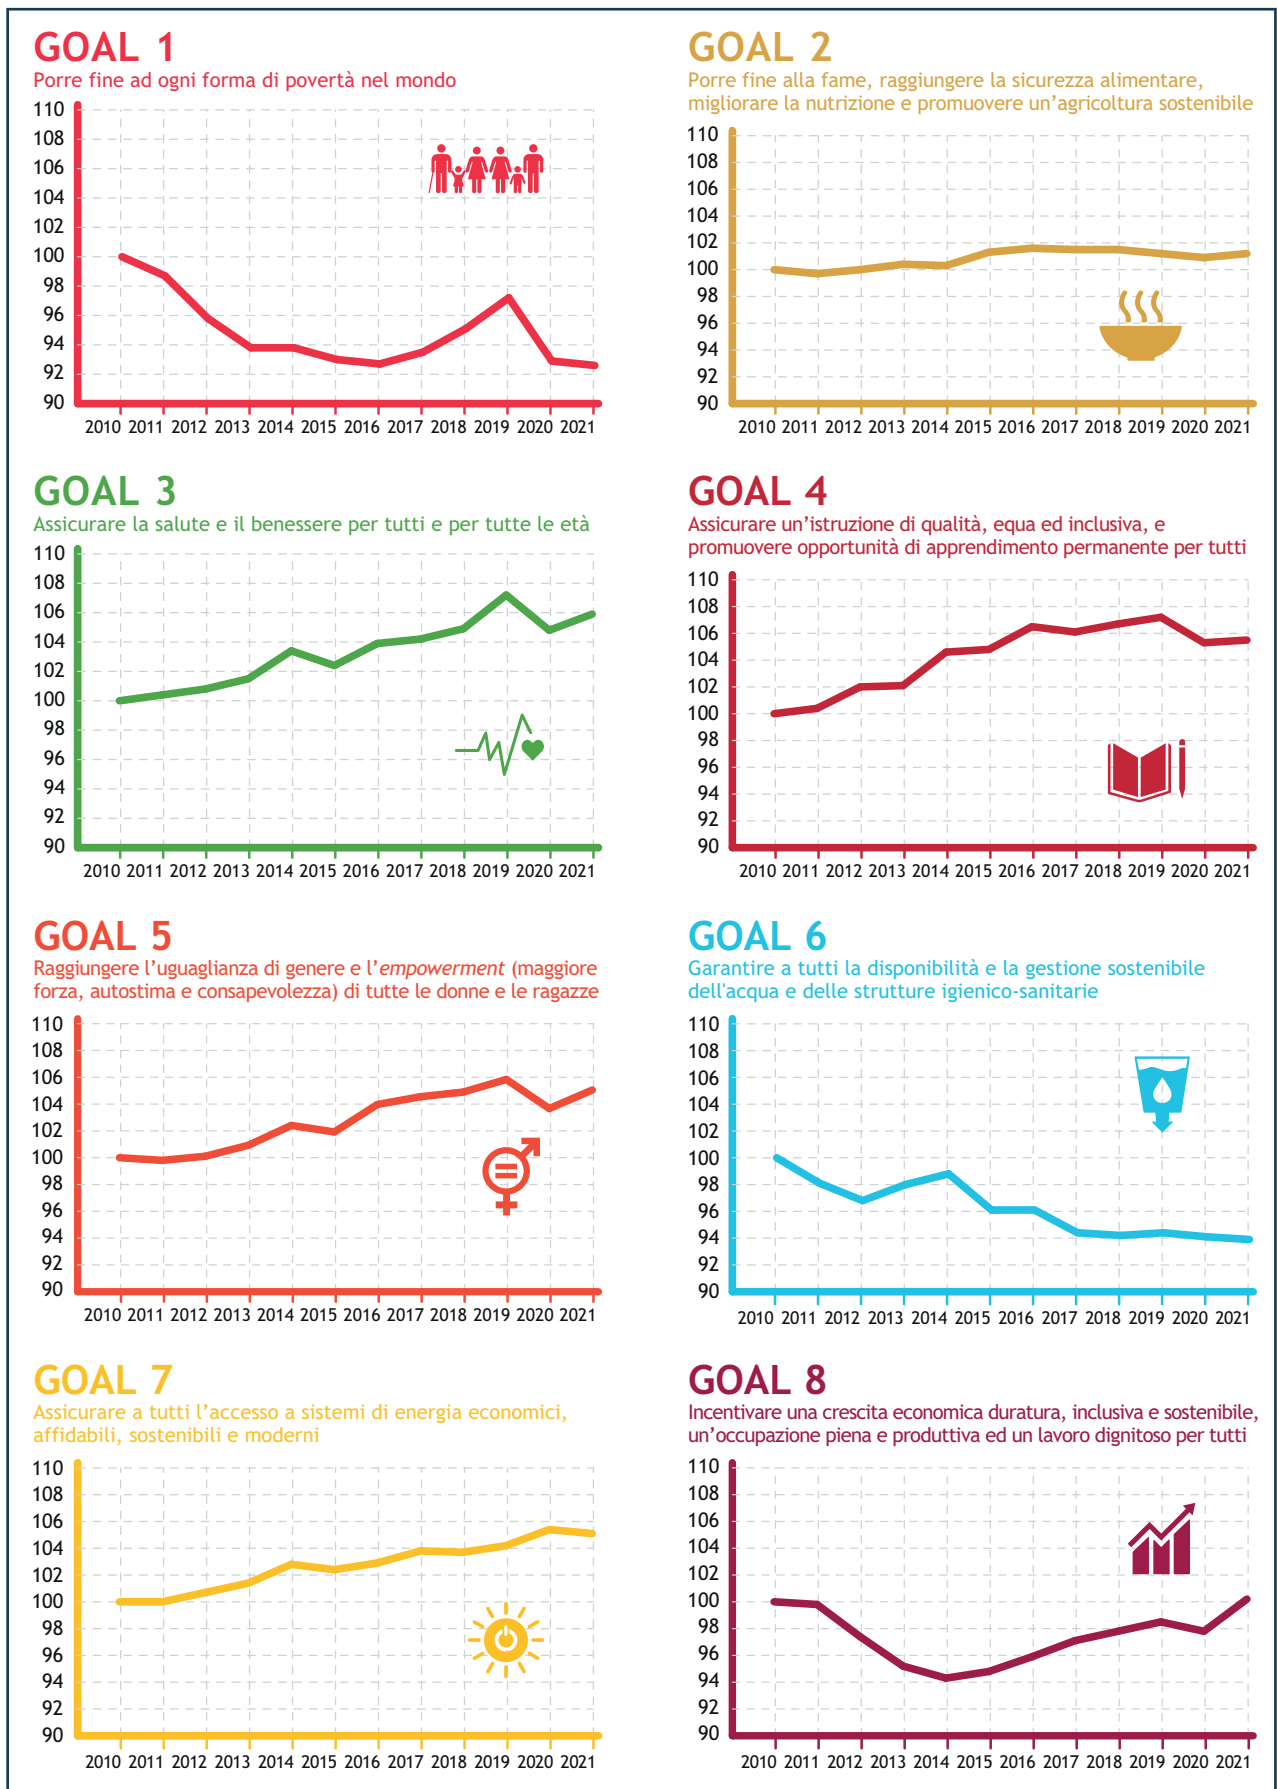 GOAL 1
Porre fine ad ogni forma di povertà nel mondo
110
108
106
104
102
100
98
96
94
92
90
2010 2011 2012 2013 2014 2015 2016 2017 2018 2019 2020 2021
GOAL 2
Porre fine alla fame, raggiungere la sicurezza alimentare,
migliorare la nutrizione e promuovere un’agricoltura sostenibile
110
108
106
104
102
100
98
96
94
92
90
2010 2011 2012 2013 2014 2015 2016 2017 2018 2019 2020 2021
GOAL 3
Assicurare la salute e il benessere per tutti e per tutte le età
110
108
106
104
102
100
98
96
94
92
90
2010 2011 2012 2013 2014 2015 2016 2017 2018 2019 2020 2021
GOAL 4
Assicurare un’istruzione di qualità, equa ed inclusiva, e
promuovere opportunità di apprendimento permanente per tutti
110
108
106
104
102
100
98
96
94
92
90
2010 2011 2012 2013 2014 2015 2016 2017 2018 2019 2020 2021
GOAL 5
Raggiungere l’uguaglianza di genere e l’empowerment (maggiore
forza, autostima e consapevolezza) di tutte le donne e le ragazze
110
108
106
104
102
100
98
96
94
92
90
2010 2011 2012 2013 2014 2015 2016 2017 2018 2019 2020 2021
GOAL 6
Garantire a tutti la disponibilità e la gestione sostenibile
dell'acqua e delle strutture igienico-sanitarie
110
108
106
104
102
100
98
96
94
92
90
2010 2011 2012 2013 2014 2015 2016 2017 2018 2019 2020 2021
GOAL 7
Assicurare a tutti l’accesso a sistemi di energia economici,
affidabili, sostenibili e moderni
110
108
106
104
102
100
98
96
94
92
90
2010 2011 2012 2013 2014 2015 2016 2017 2018 2019 2020 2021
GOAL 8
Incentivare una crescita economica duratura, inclusiva e sostenibile,
un’occupazione piena e produttiva ed un lavoro dignitoso per tutti
110
108
106
104
102
100
98
96
94
92
90
2010 2011 2012 2013 2014 2015 2016 2017 2018 2019 2020 2021